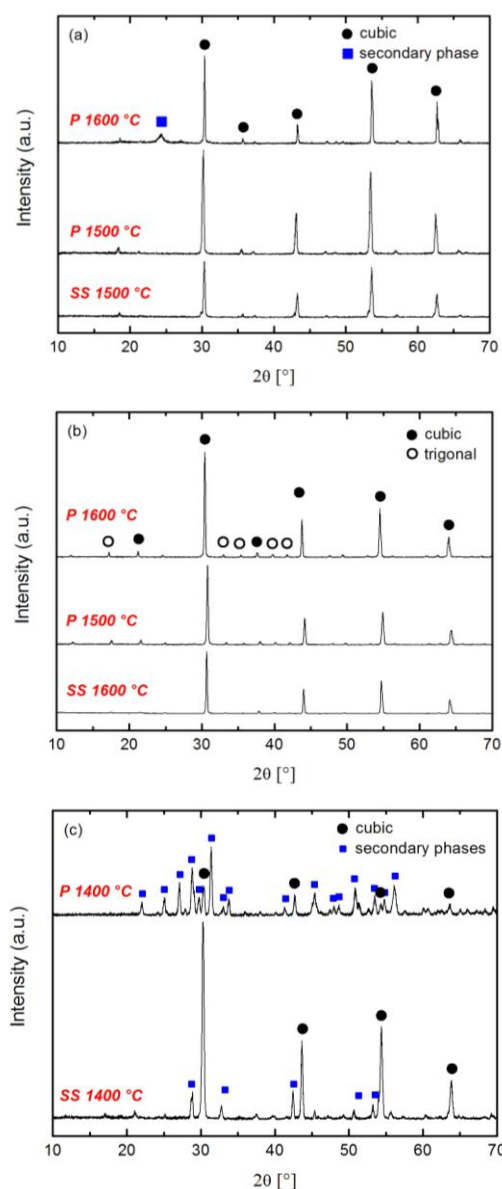 (a)
● cubic
■ secondary phase
P 1600 °C
P 1500 °C
SS 1500 °C
Intensity (a.u.)
10 20 30 40 50 60 70
2θ [°]
(b)
● cubic
○ trigonal
P 1600 °C
P 1500 °C
SS 1600 °C
Intensity (a.u.)
10 20 30 40 50 60 70
2θ [°]
(c)
● cubic
■ secondary phases
P 1400 °C
SS 1400 °C
Intensity (a.u.)
10 20 30 40 50 60 70
2θ [°]